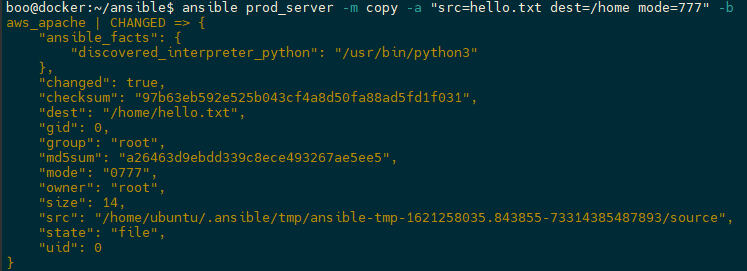 boo@docker:~/ansible$ ansible prod_server -m copy -a "src=hello.txt dest=/home mode=777" -b
aws_apache | CHANGED => {
    "ansible_facts": {
        "discovered_interpreter_python": "/usr/bin/python3"
    },
    "changed": true,
    "checksum": "97b63eb592e525b043cf4a8d50fa88ad5fd1f031",
    "dest": "/home/hello.txt",
    "gid": 0,
    "group": "root",
    "md5sum": "a26463d9ebdd339c8ece493267ae5ee5",
    "mode": "0777",
    "owner": "root",
    "size": 14,
    "src": "/home/ubuntu/.ansible/tmp/ansible-tmp-1621258035.843855-73314385487893/source",
    "state": "file",
    "uid": 0
}